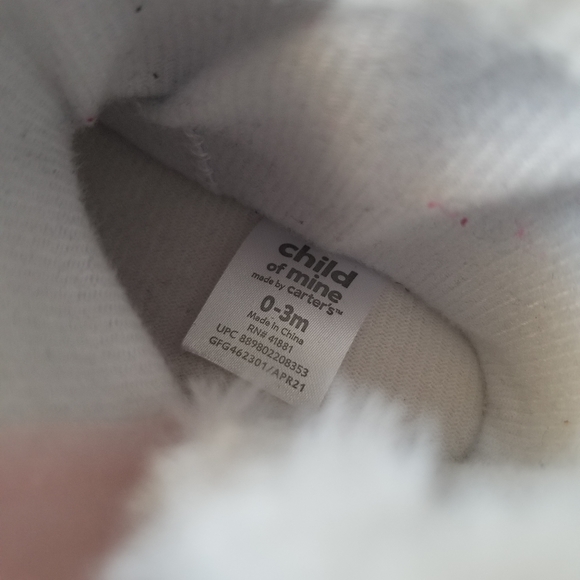 child
of mine
made by carter's™
0-3m
Made in China
RN# 41881
UPC 889802208353
GFG462301/APR21